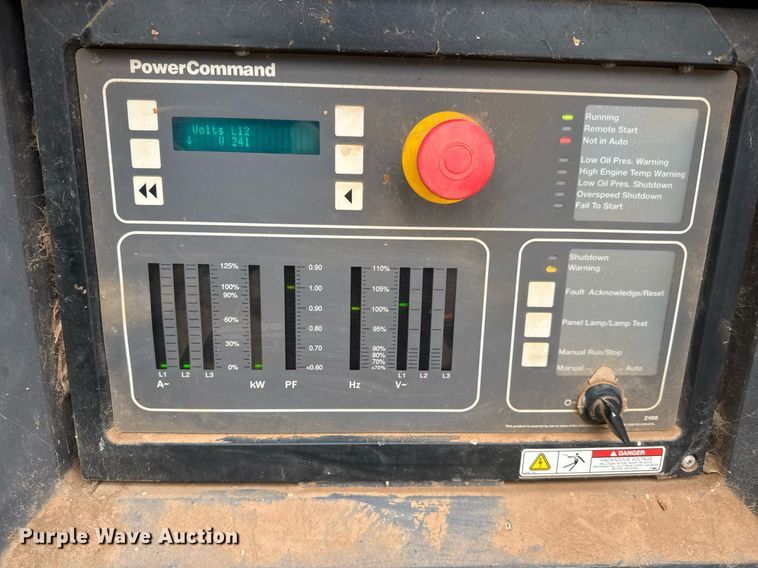 PowerCommand
Volts L12
↓ V 241
Running
Remote Start
Not in Auto
Low Oil Pres. Warning
High Engine Temp Warning
Low Oil Pres. Shutdown
Overspeed Shutdown
Fail To Start
125%
100%
90%
60%
30%
0%
L1 L2 L3
A~ kW
0.90
1.00
0.90
0.80
0.70
<0.60
PF
110%
100%
90%
80%
70%
<70%
L1 L2 L3
Hz V~
Shutdown
Warning
Fault Acknowledge/Reset
Panel Lamp/Lamp Test
Manual Run/Stop
Manual Auto
O
2100
DANGER
HAZARDOUS VOLTAGE
Purple Wave Auction